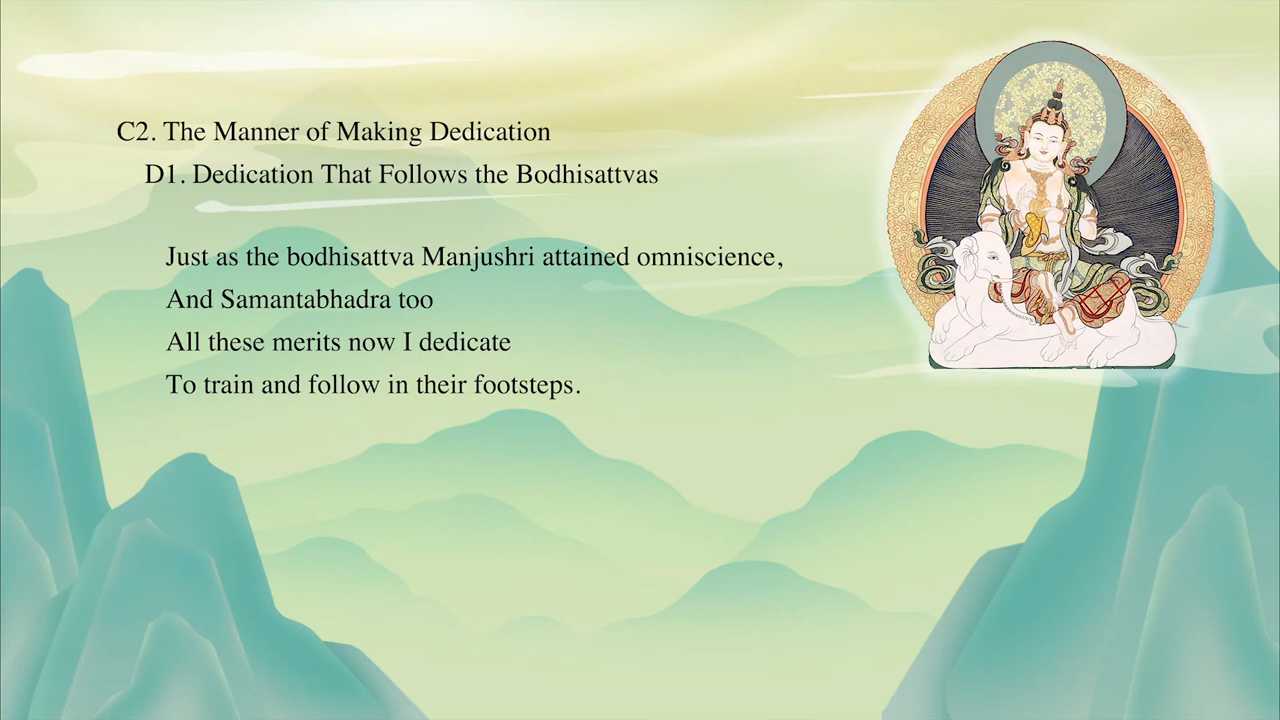 C2. The Manner of Making Dedication
D1. Dedication That Follows the Bodhisattvas
Just as the bodhisattva Manjushri attained omniscience,
And Samantabhadra too
All these merits now I dedicate
To train and follow in their footsteps.